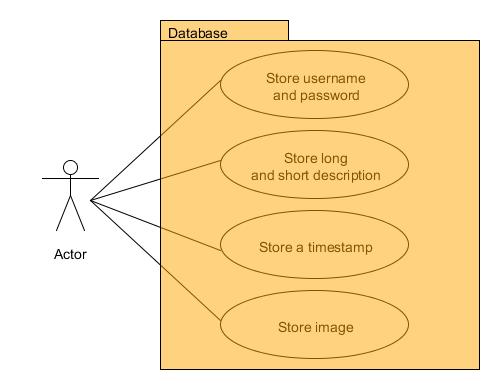 Database
Store username
and password
Store long
and short description
Actor
Store a timestamp
Store image